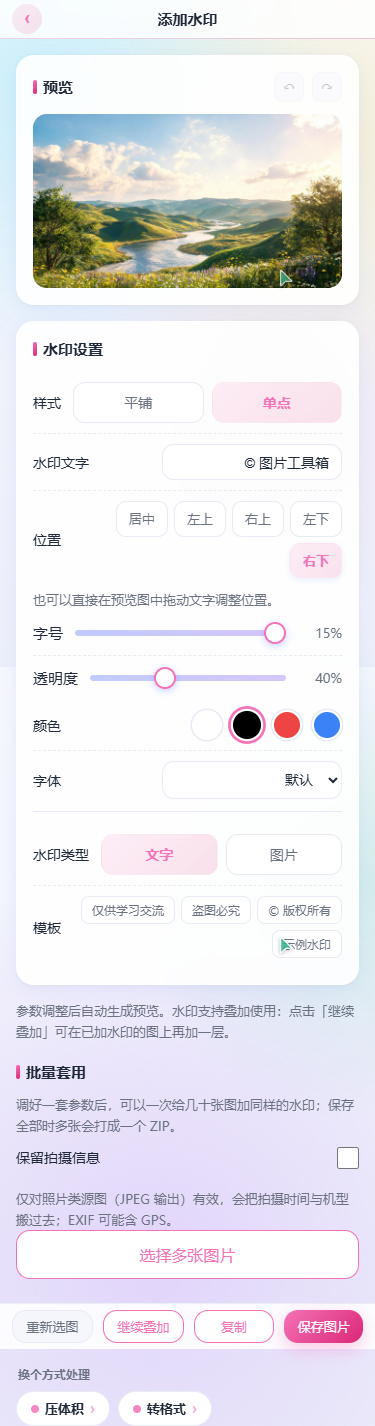 添加水印
预览
水印设置
样式
平铺
单点
水印文字
© 图片工具箱
位置
居中
左上
右上
左下
右下
也可以直接在预览图中拖动文字调整位置。
字号
15%
透明度
40%
颜色
字体
默认
水印类型
文字
图片
模板
仅供学习交流
盗图必究
© 版权所有
例水印
参数调整后自动生成预览。水印支持叠加使用：点击「继续
叠加」可在已加水印的图上再加一层。
批量套用
调好一套参数后，可以一次给几十张图加同样的水印；保存
全部时多张会打成一个 ZIP。
保留拍摄信息
仅对照片类源图（JPEG 输出）有效，会把拍摄时间与机型
搬过去；EXIF 可能含 GPS。
选择多张图片
重新选图
继续叠加
复制
保存图片
换个方式处理
压体积 ›
转格式 ›